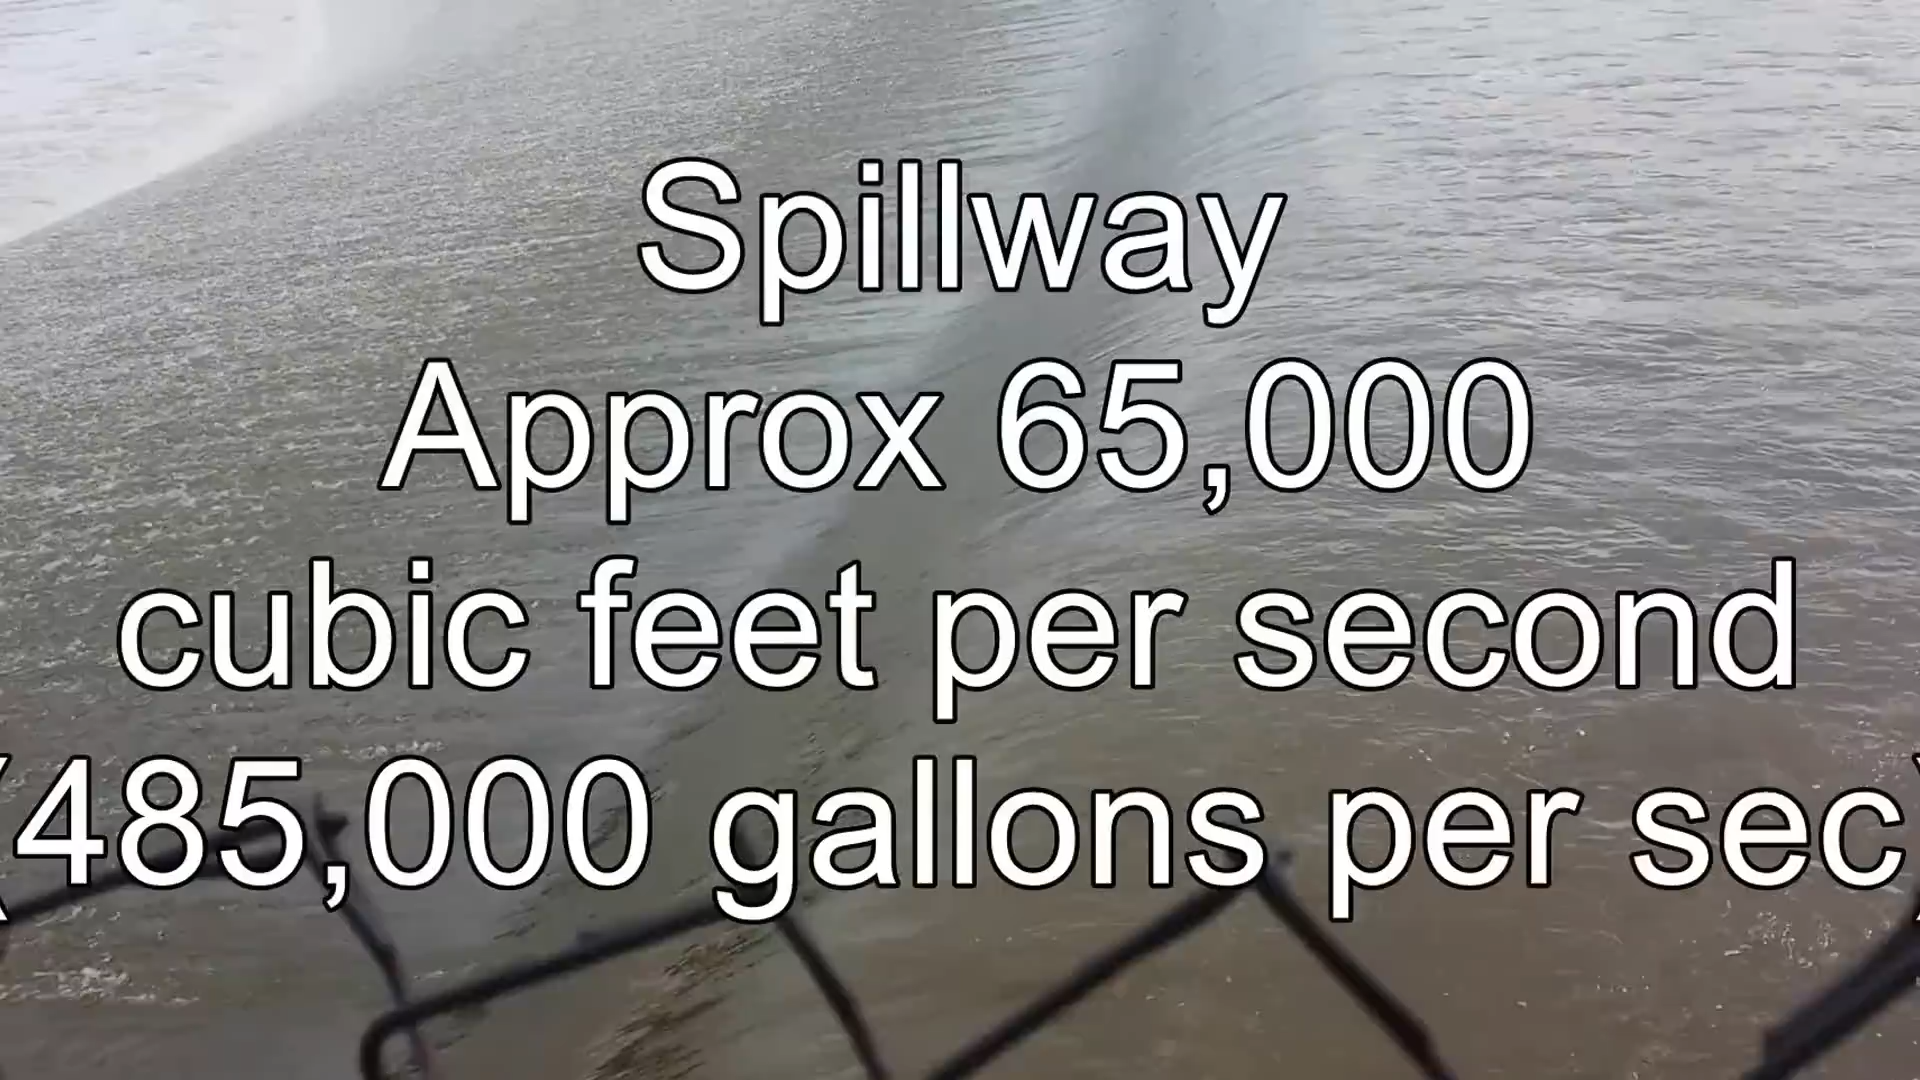 Spillway
Approx 65,000
cubic feet per second
(485,000 gallons per sec)